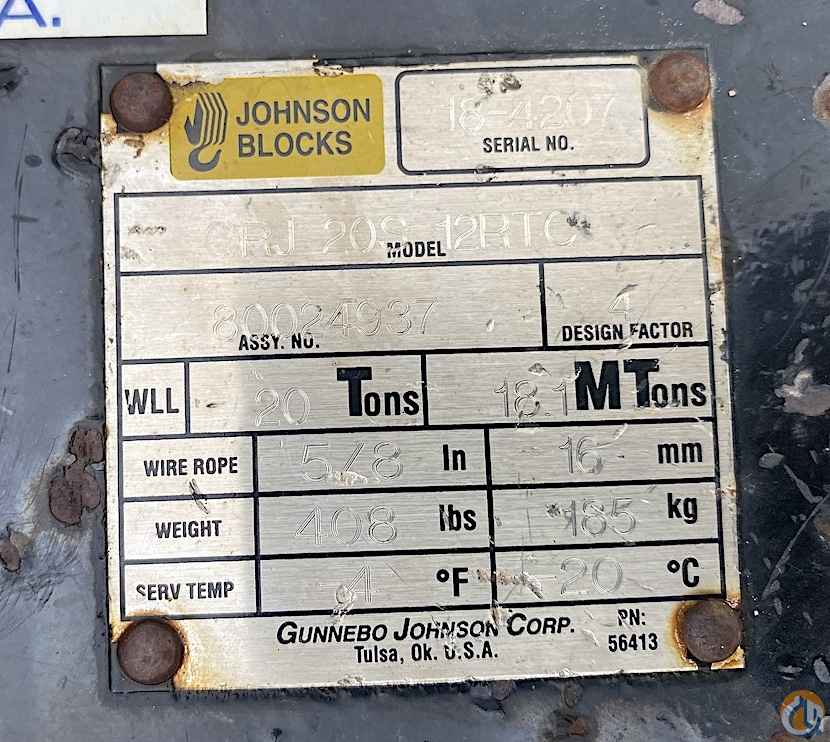 A.
JOHNSON
BLOCKS
18-4207
SERIAL NO.
RJ 20S 12RTC
MODEL
80024937
ASSY. NO.
4
DESIGN FACTOR
WLL 20 Tons 18.1 MTons
WIRE ROPE 5/8 In 16 mm
WEIGHT 408 lbs 185 kg
SERV TEMP -4 °F -20 °C
GUNNEBO JOHNSON CORP.
Tulsa, Ok. U.S.A.
PN:
56413